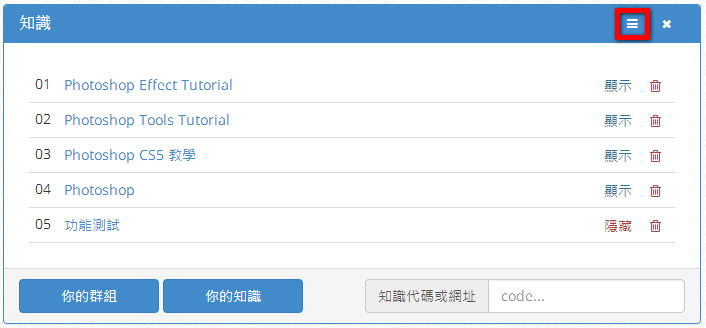 知識
01 Photoshop Effect Tutorial 顯示
02 Photoshop Tools Tutorial 顯示
03 Photoshop CS5 教學 顯示
04 Photoshop 顯示
05 功能測試 隱藏
你的群組 你的知識 知識代碼或網址 code...